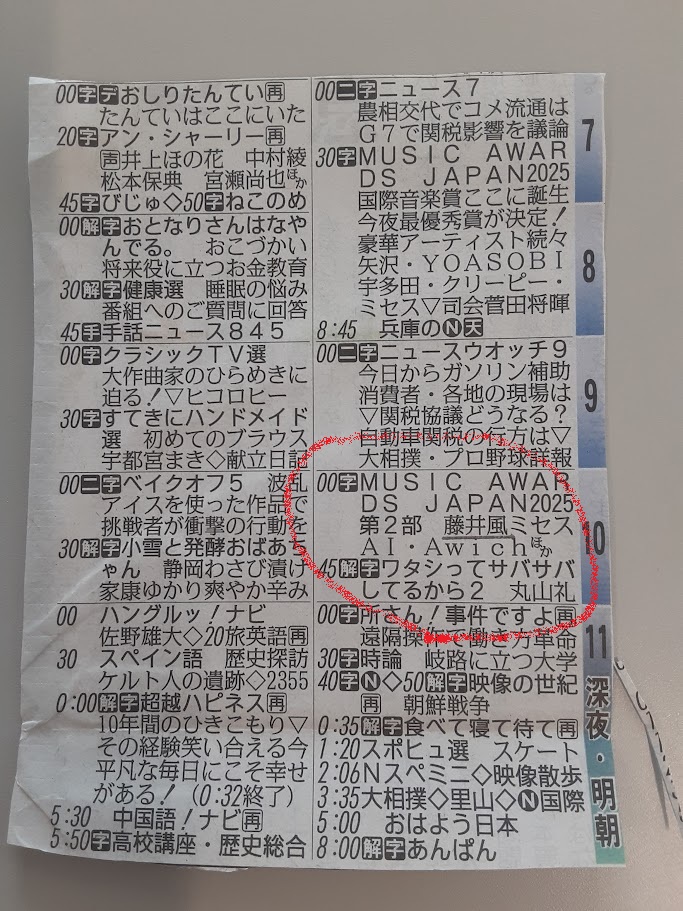 00字デおしりたんてい再
たんていはここにいた
20字アン・シャーリー再
声井上ほの花 中村綾
松本保典 宮瀬尚也ほか
45字びじゅ◇50字ねこのめ
00解字おとなりさんはなや
んでる。 おこづかい
将来役に立つお金教育
30解字健康選 睡眠の悩み
番組へのご質問に回答
45手手話ニュース845
00字クラシックTV選
大作曲家のひらめきに
迫る!▽ヒコロヒー
30字すてきにハンドメイド
選 初めてのブラウス
宇都宮まき◇献立日記
00二字ベイクオフ5 波乱
アイスを使った作品で
挑戦者が衝撃の行動を
30解字小雪と発酵おばあち
ゃん 静岡わさび漬け
家康ゆかり爽やか辛み
00 ハングルッ!ナビ
佐野雄大◇20旅英語再
30 スペイン語 歴史探訪
ケルト人の遺跡◇2355
0:00解字超越ハピネス再
10年間のひきこもり▽
その経験笑い合える今
平凡な毎日にこそ幸せ
がある!(0:32終了)
5:30 中国語!ナビ再
5:50字高校講座・歴史総合
00二字ニュース7
農相交代でコメ流通は
G7で関税影響を議論
30字MUSIC AWAR
DS JAPAN2025
国際音楽賞ここに誕生
今夜最優秀賞が決定!
豪華アーティスト続々
矢沢・YOASOBI
宇多田・クリーピー・
ミセス▽司会菅田将暉
8:45 兵庫のN天
00二字ニュースウオッチ9
今日からガソリン補助
消費者・各地の現場は
▽関税協議どうなる?
自動車関税の行方は▽
大相撲・プロ野球詳報
00字MUSIC AWAR
DS JAPAN2025
第2部 藤井風ミセス
AI・Awichほか
45解字ワタシってサバサバ
してるから2 丸山礼
00字所さん!事件ですよ再
遠隔操作で働き方革命
30字時論 岐路に立つ大学
40字N◇50解字映像の世紀
再 朝鮮戦争
0:35解字食べて寝て待て再
1:20スポヒュ選 スケート
2:06Nスペミニ◇映像散歩
3:35大相撲◇里山◇N国際
5:00 おはよう日本
8:00解字あんぱん
7
8
9
10
11
深夜・明朝